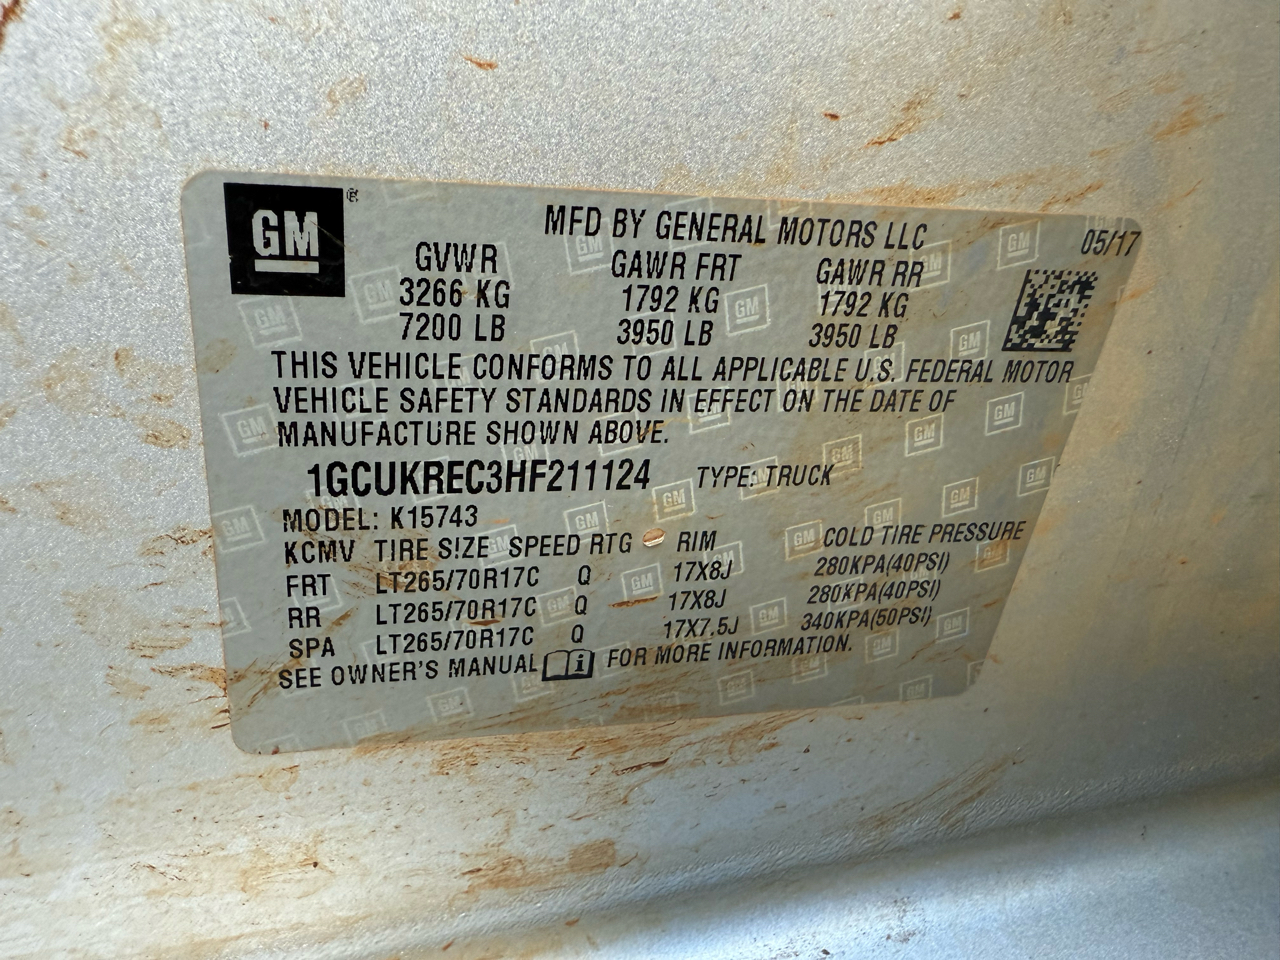 GM ®
MFD BY GENERAL MOTORS LLC 05/17
GVWR GAWR FRT GAWR RR
3266 KG 1792 KG 1792 KG
7200 LB 3950 LB 3950 LB
THIS VEHICLE CONFORMS TO ALL APPLICABLE U.S. FEDERAL MOTOR
VEHICLE SAFETY STANDARDS IN EFFECT ON THE DATE OF
MANUFACTURE SHOWN ABOVE.
1GCUKREC3HF211124 TYPE: TRUCK
MODEL: K15743
KCMV TIRE SIZE SPEED RTG RIM COLD TIRE PRESSURE
FRT LT265/70R17C Q 17X8J 280KPA(40PSI)
RR LT265/70R17C Q 17X8J 280KPA(40PSI)
SPA LT265/70R17C Q 17X7.5J 340KPA(50PSI)
SEE OWNER'S MANUAL FOR MORE INFORMATION.